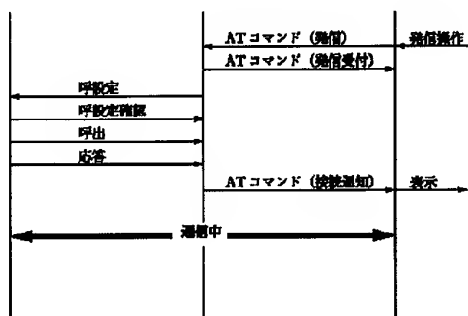 ATコマンド(発信)
発信操作
ATコマンド(発信受付)
呼設定
呼設定確認
呼出
応答
ATコマンド(接続通知)
表示
通信中